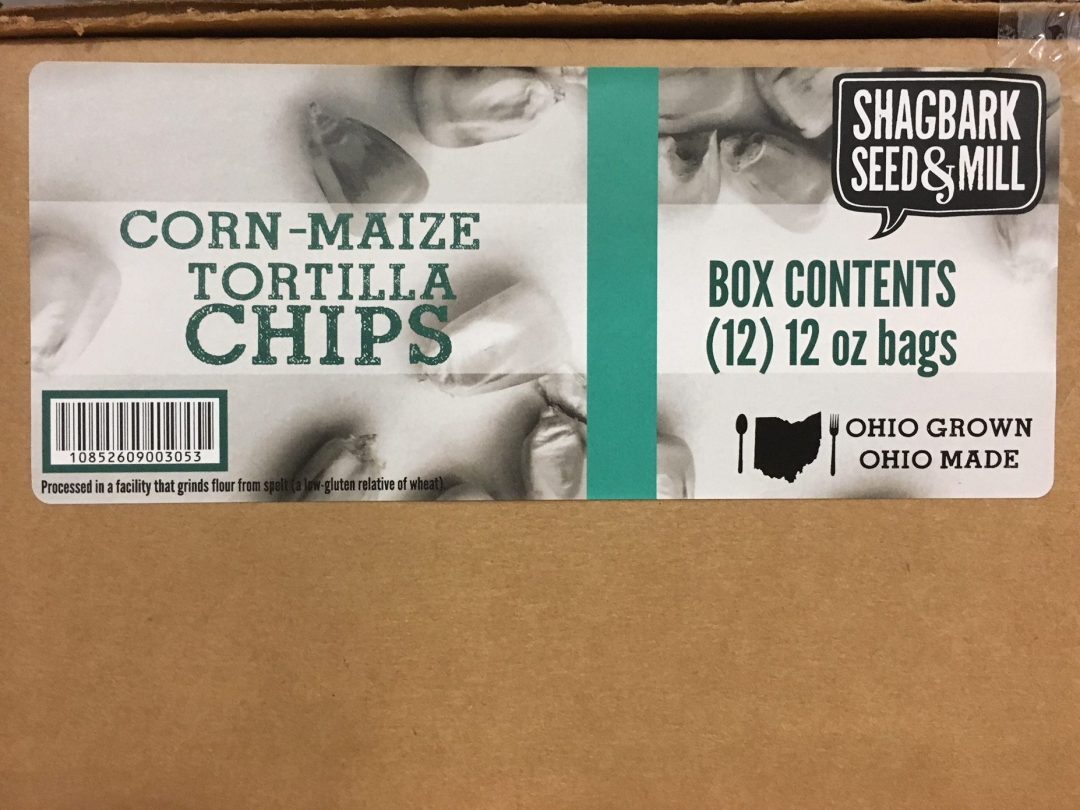 SHAGBARK
SEED & MILL
CORN-MAIZE
TORTILLA
CHIPS
BOX CONTENTS
(12) 12 oz bags
OHIO GROWN
OHIO MADE
10852609003053
Processed in a facility that grinds flour from spelt (a low-gluten relative of wheat).